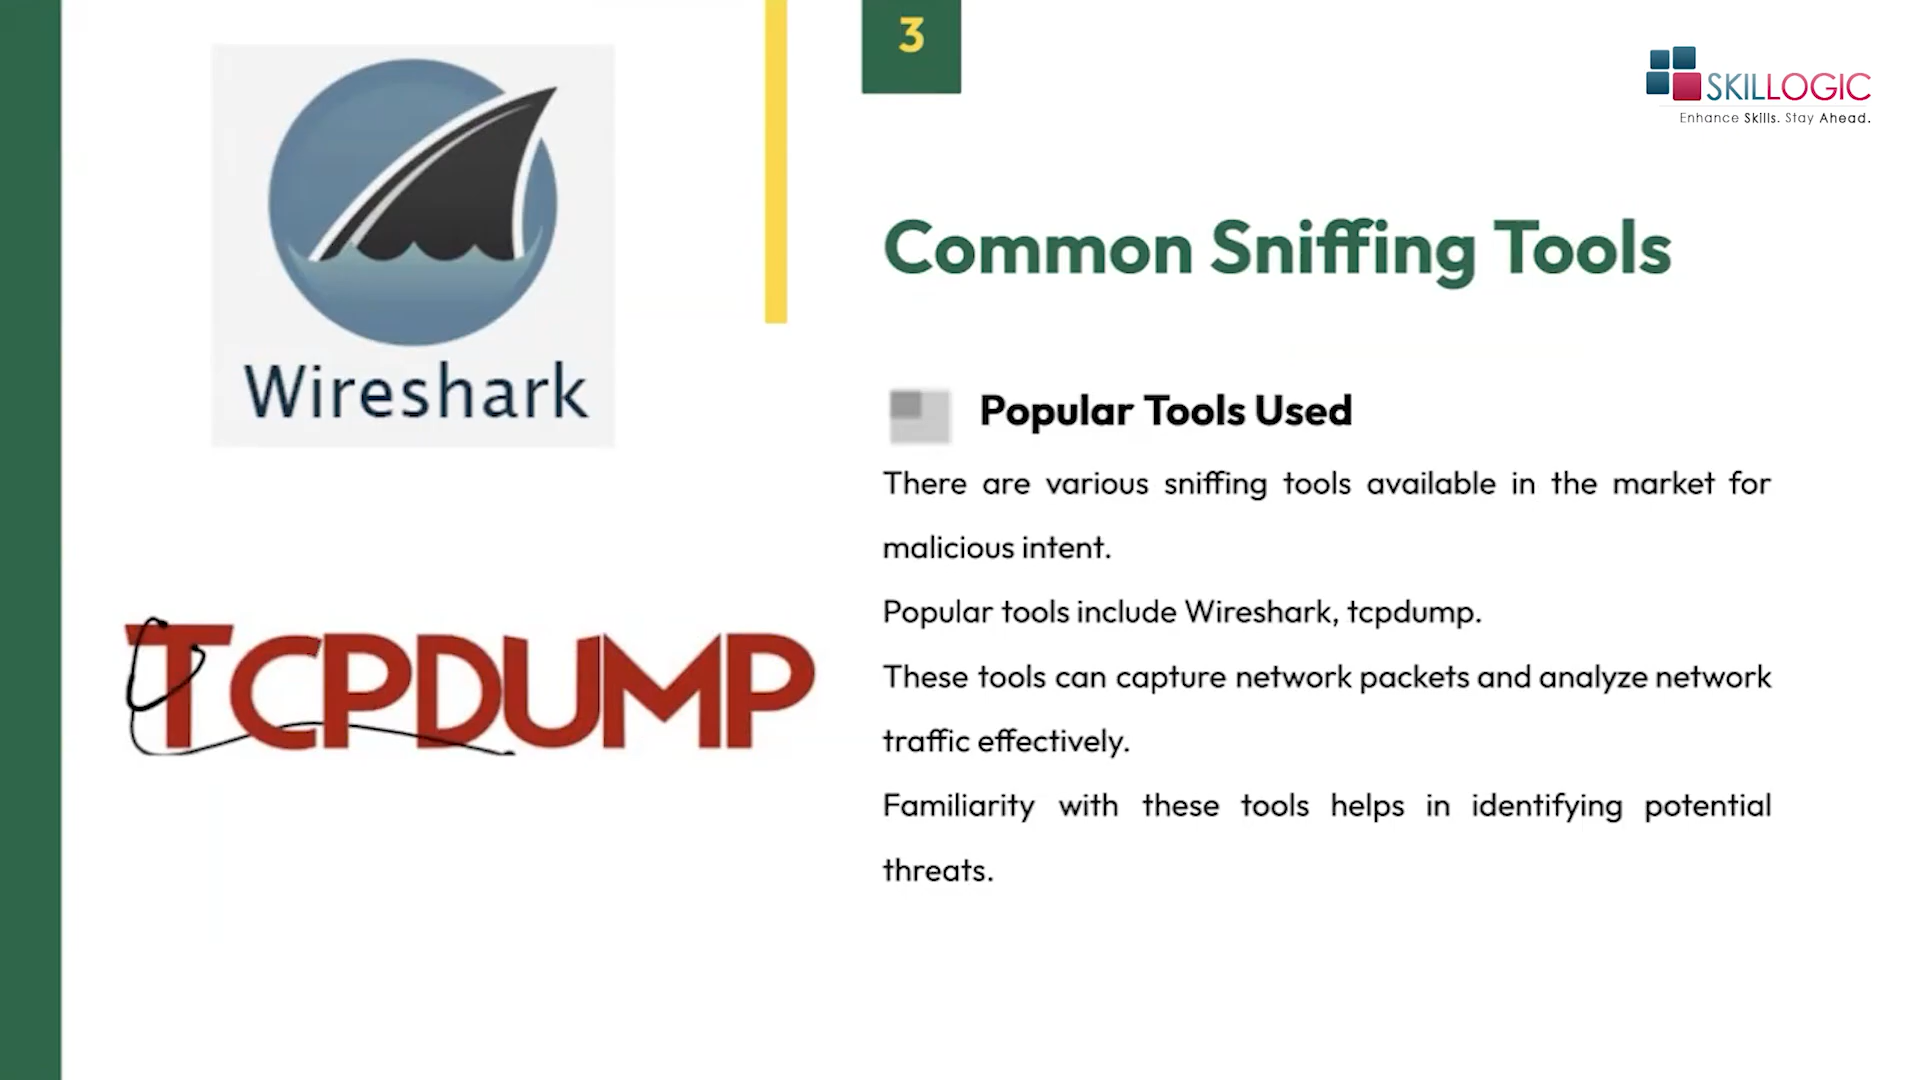 3
SKILLOGIC
Enhance Skills. Stay Ahead.
Wireshark
TCPDUMP
Common Sniffing Tools
Popular Tools Used
There are various sniffing tools available in the market for
malicious intent.
Popular tools include Wireshark, tcpdump.
These tools can capture network packets and analyze network
traffic effectively.
Familiarity with these tools helps in identifying potential
threats.